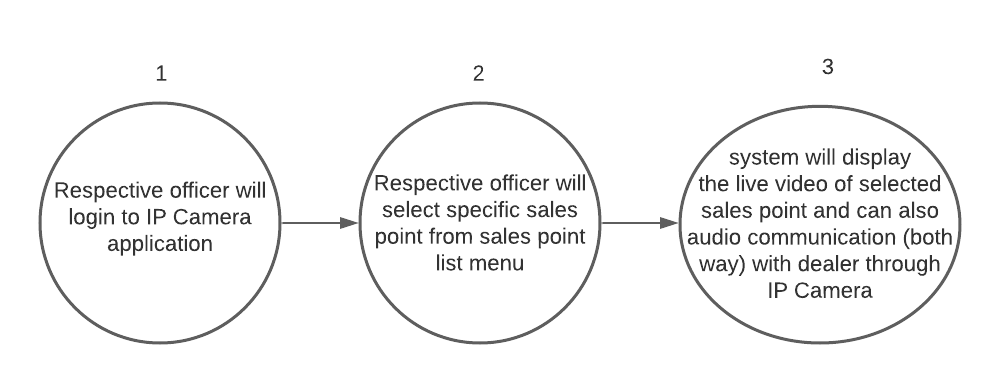 1
Respective officer will
login to IP Camera
application
2
Respective officer will
select specific sales
point from sales point
list menu
3
system will display
the live video of selected
sales point and can also
audio communication (both
way) with dealer through
IP Camera